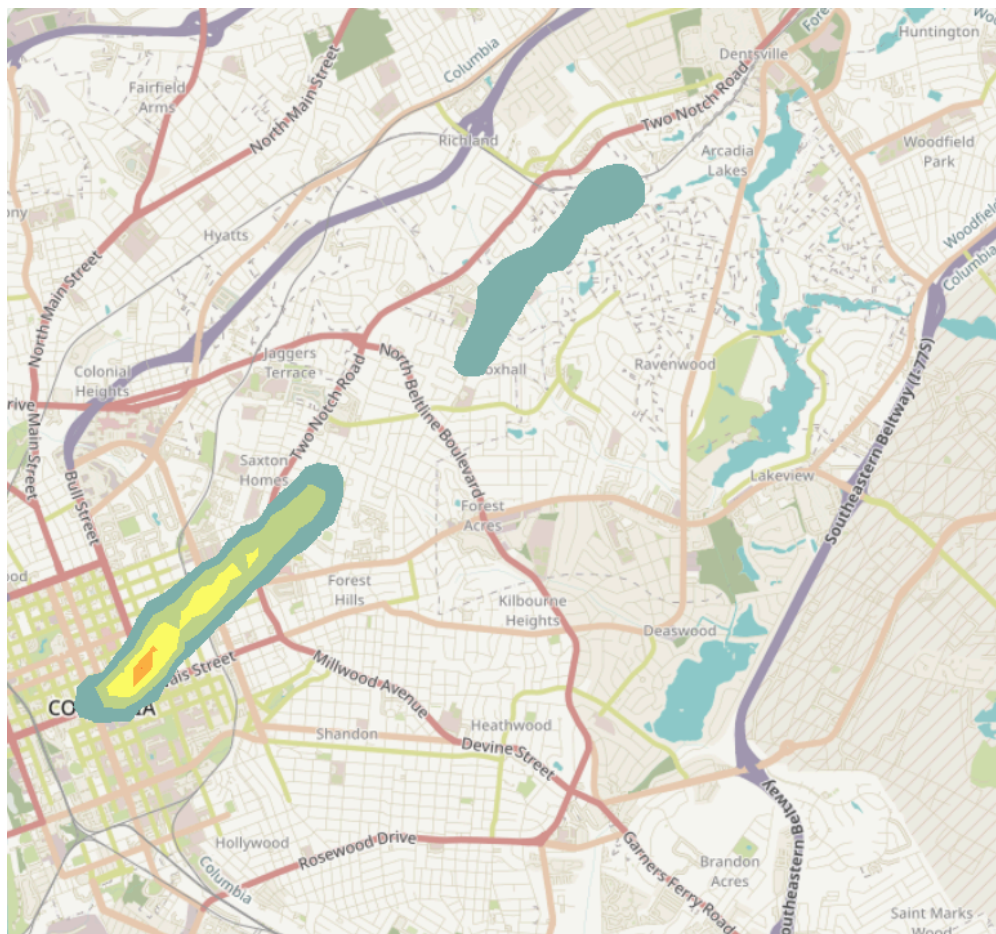 Huntington
Columbia
Dentsville
Fairfield
Arms
North Main Street
Two Notch Road
Richland
Arcadia
Lakes
Woodfield
Park
Hyatts
Woodfield
Columbia
North Main Street
North Beltline Boulevard
Jaggers
Terrace
Two Notch Road
Colonial
Heights
Ravenwood
Southeastern Beltway (I-77S)
Main Street
Saxton
Homes
Lakeview
Bull Street
Forest
Acres
Forest
Hills
Kilbourne
Heights
Deaswood
Street
Millwood Avenue
Heathwood
Shandon
Devine Street
Hollywood
Rosewood Drive
Columbia
Garners Ferry Road
Southeastern Beltway
Brandon
Acres
Saint Marks